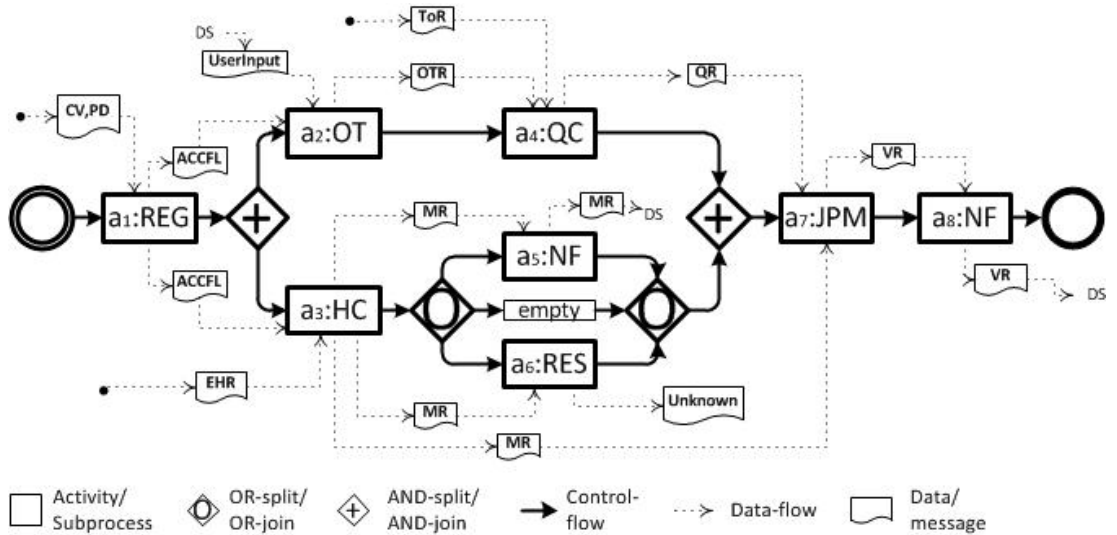 ToR
DS
UserInput
OTR
QR
CV,PD
a2:OT
a4:QC
ACCFL
VR
MR
MR
DS
a1:REG
a5:NF
a7:JPM
a8:NF
ACCFL
a3:HC
empty
VR
DS
a6:RES
EHR
MR
Unknown
MR
Activity/
Subprocess
OR-split/
OR-join
AND-split/
AND-join
Control-
flow
Data-flow
Data/
message